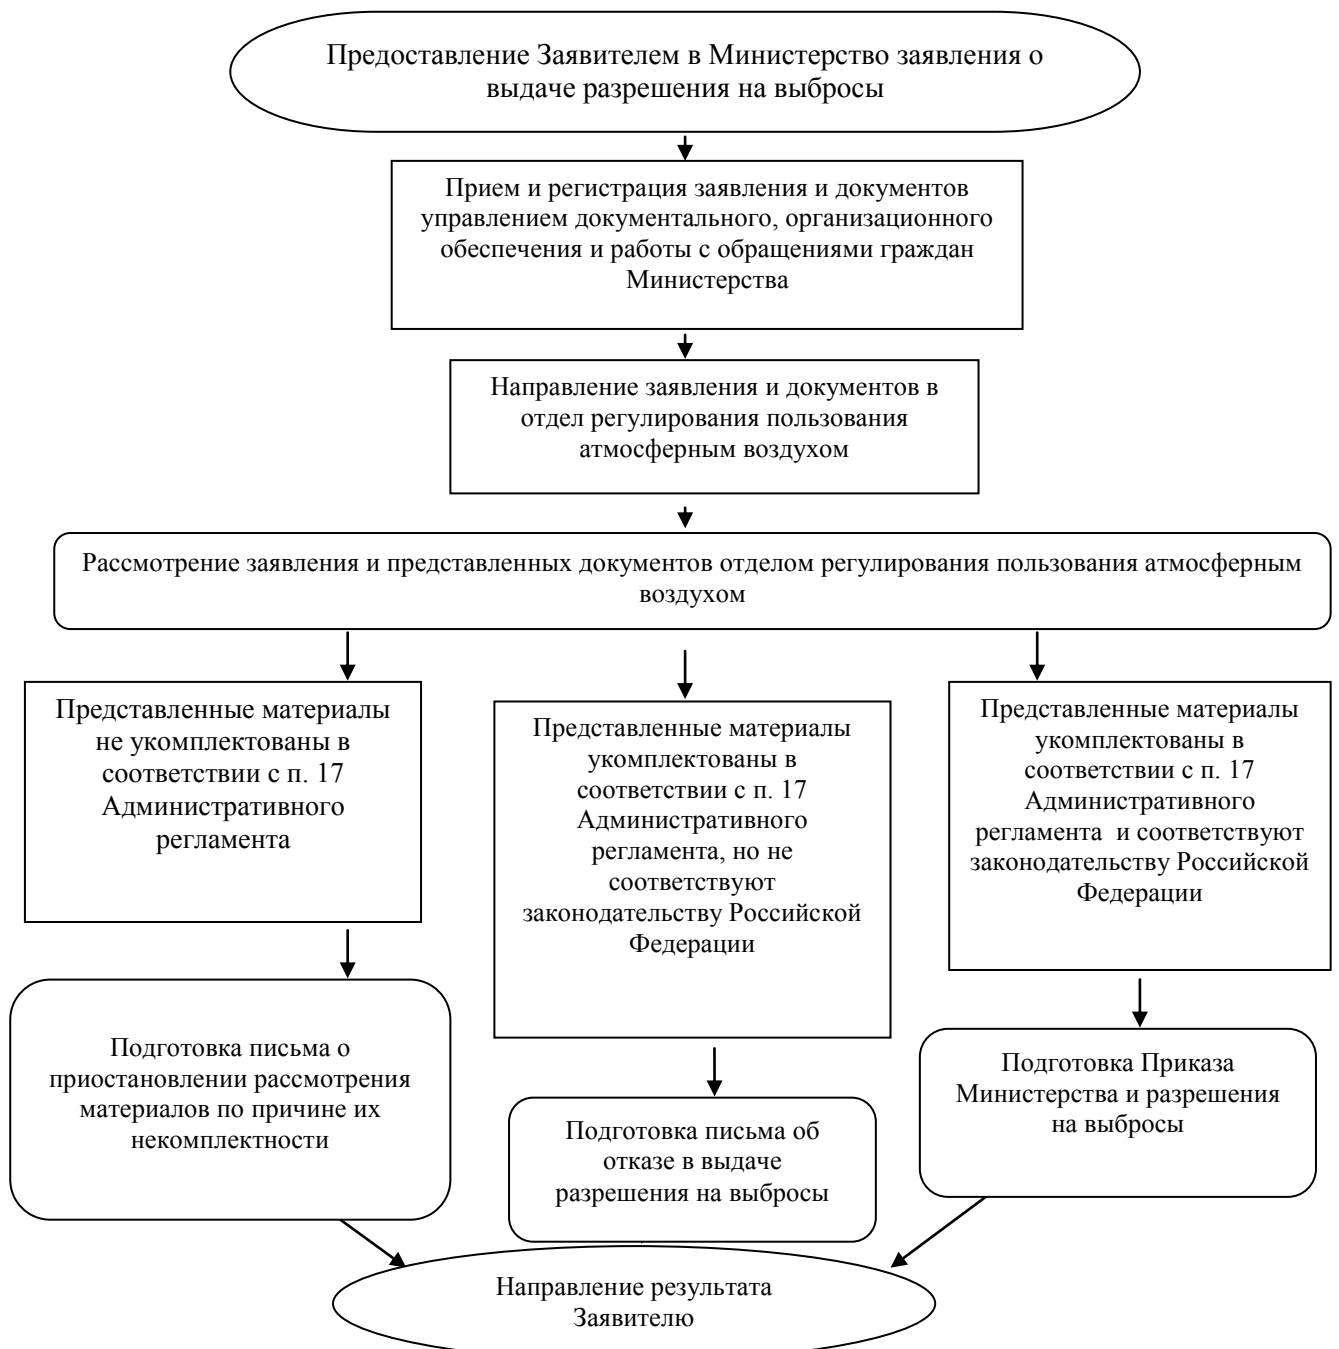 Предоставление Заявителем в Министерство заявления о
выдаче разрешения на выбросы
Прием и регистрация заявления и документов
управлением документального, организационного
обеспечения и работы с обращениями граждан
Министерства
Направление заявления и документов в
отдел регулирования пользования
атмосферным воздухом
Рассмотрение заявления и представленных документов отделом регулирования пользования атмосферным
воздухом
Представленные материалы
не укомплектованы в
соответствии с п. 17
Административного
регламента
Представленные материалы
укомплектованы в
соответствии с п. 17
Административного
регламента, но не
соответствуют
законодательству Российской
Федерации
Представленные материалы
укомплектованы в
соответствии с п. 17
Административного
регламента и соответствуют
законодательству Российской
Федерации
Подготовка письма о
приостановлении рассмотрения
материалов по причине их
некомплектности
Подготовка письма об
отказе в выдаче
разрешения на выбросы
Подготовка Приказа
Министерства и разрешения
на выбросы
Направление результата
Заявителю